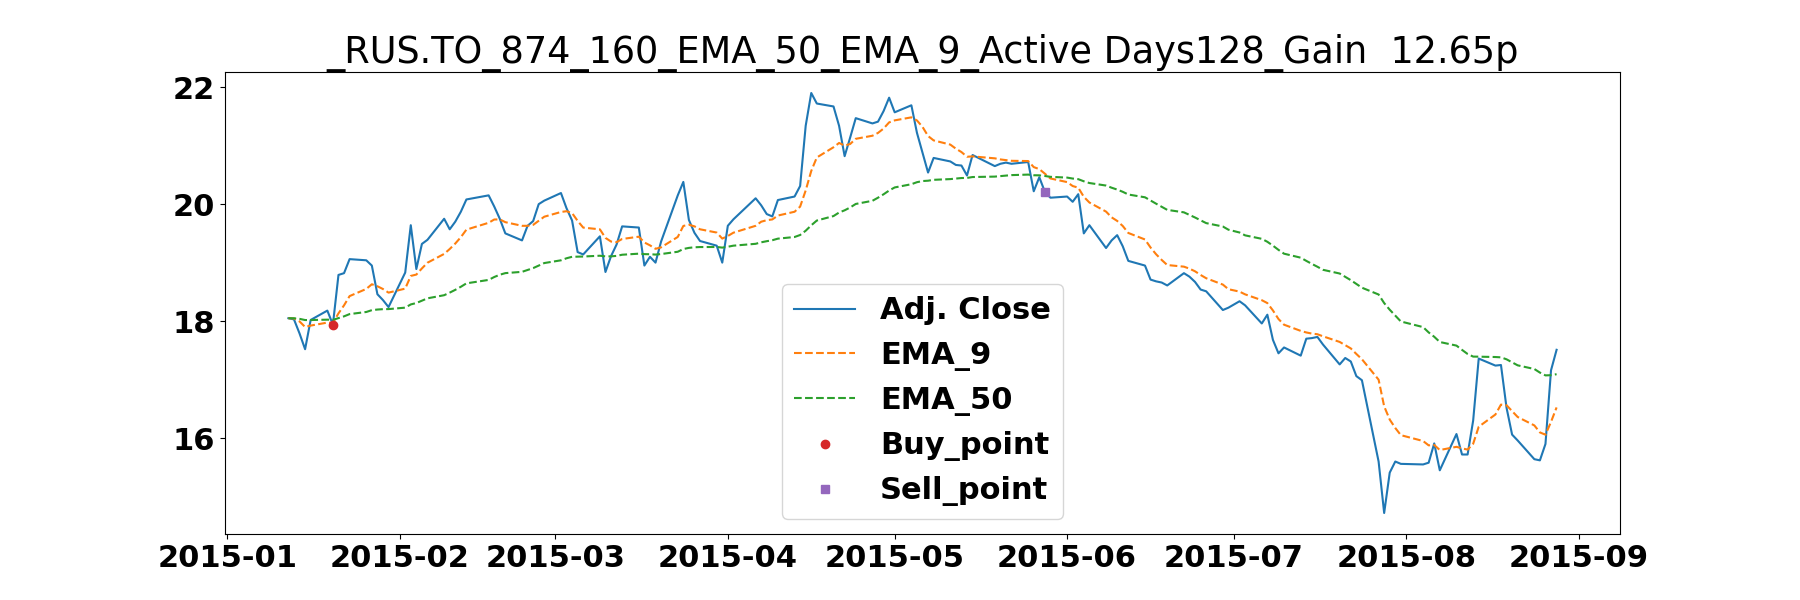 _RUS.TO_874_160_EMA_50_EMA_9_Active Days128_Gain  12.65p
22
20
18
16
Adj. Close
EMA_9
EMA_50
Buy_point
Sell_point
2015-01 2015-02 2015-03 2015-04 2015-05 2015-06 2015-07 2015-08 2015-09